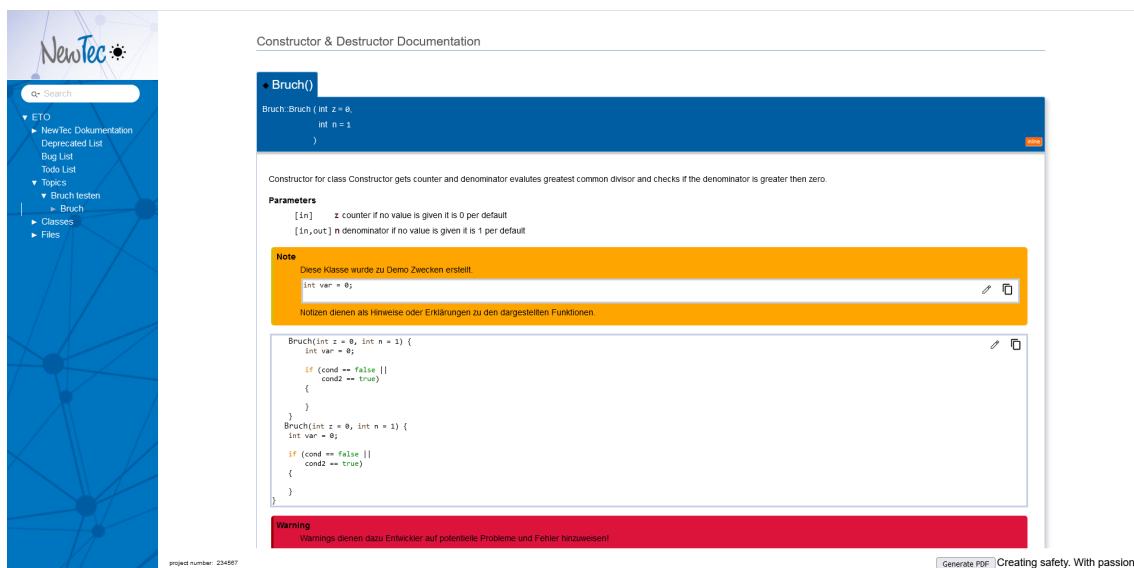 NewTec
Search
ETO
NewTec Dokumentation
Deprecated List
Bug List
Todo List
Topics
Bruch testen
Bruch
Classes
Files
Constructor & Destructor Documentation
Bruch()
Bruch::Bruch ( int z = 0,
int n = 1
)
inline
Constructor for class Constructor gets counter and denominator evalutes greatest common divisor and checks if the denominator is greater then zero.
Parameters
[in] z counter if no value is given it is 0 per default
[in,out] n denominator if no value is given it is 1 per default
Note
Diese Klasse wurde zu Demo Zwecken erstellt.
int var = 0;
Notizen dienen als Hinweise oder Erklärungen zu den dargestellten Funktionen.
Bruch(int z = 0, int n = 1) {
int var = 0;
if (cond == false ||
cond2 == true)
{
}
}
Bruch(int z = 0, int n = 1) {
int var = 0;
if (cond == false ||
cond2 == true)
{
}
}
Warning
Warnings dienen dazu Entwickler auf potentielle Probleme und Fehler hinzuweisen!
project number: 234567
Generate PDF Creating safety. With passion